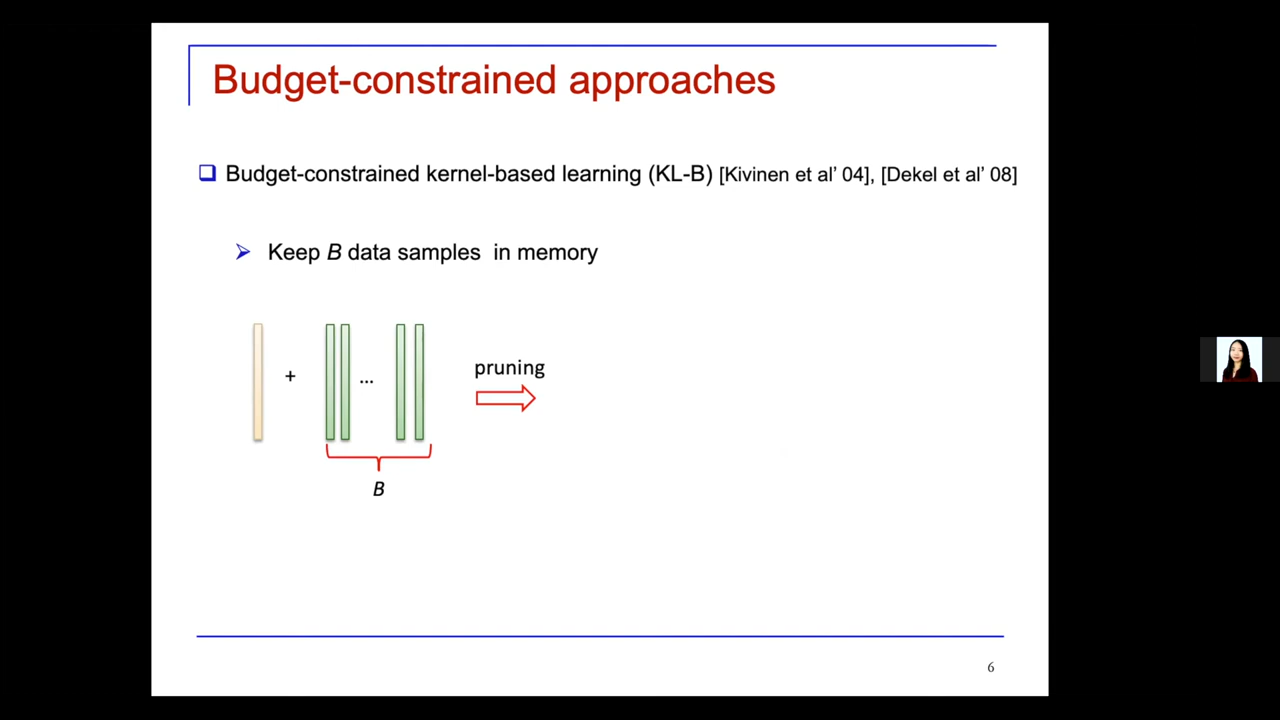 Budget-constrained approaches
Budget-constrained kernel-based learning (KL-B) [Kivinen et al’ 04], [Dekel et al’ 08]
Keep B data samples in memory
+ ... pruning
B
6